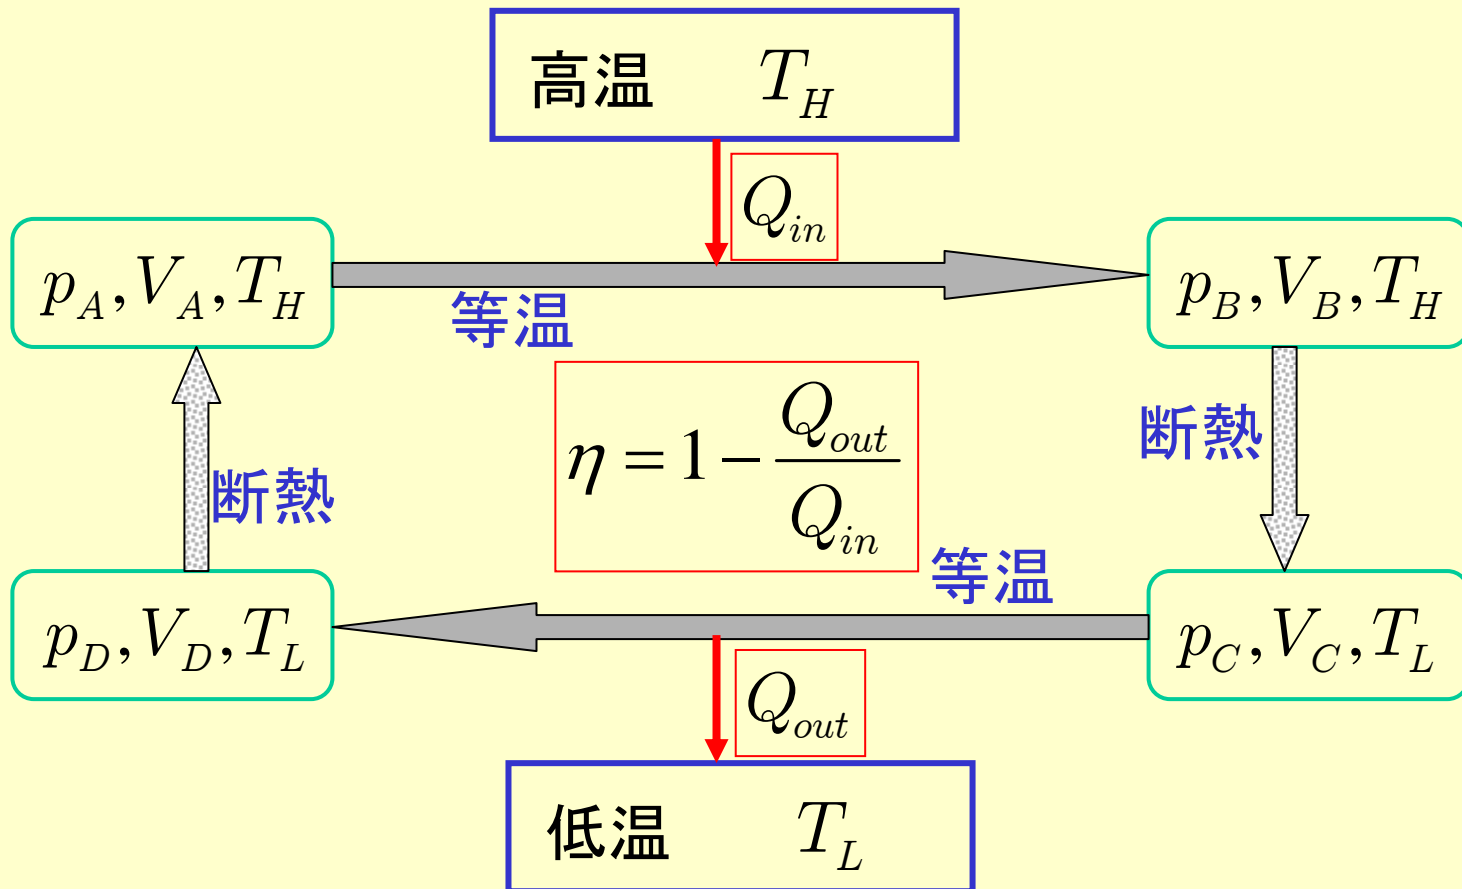 高温 T_H
Q_in
p_A, V_A, T_H
p_B, V_B, T_H
等温
断熱
断熱
η = 1 − Q_out / Q_in
等温
p_D, V_D, T_L
p_C, V_C, T_L
Q_out
低温 T_L